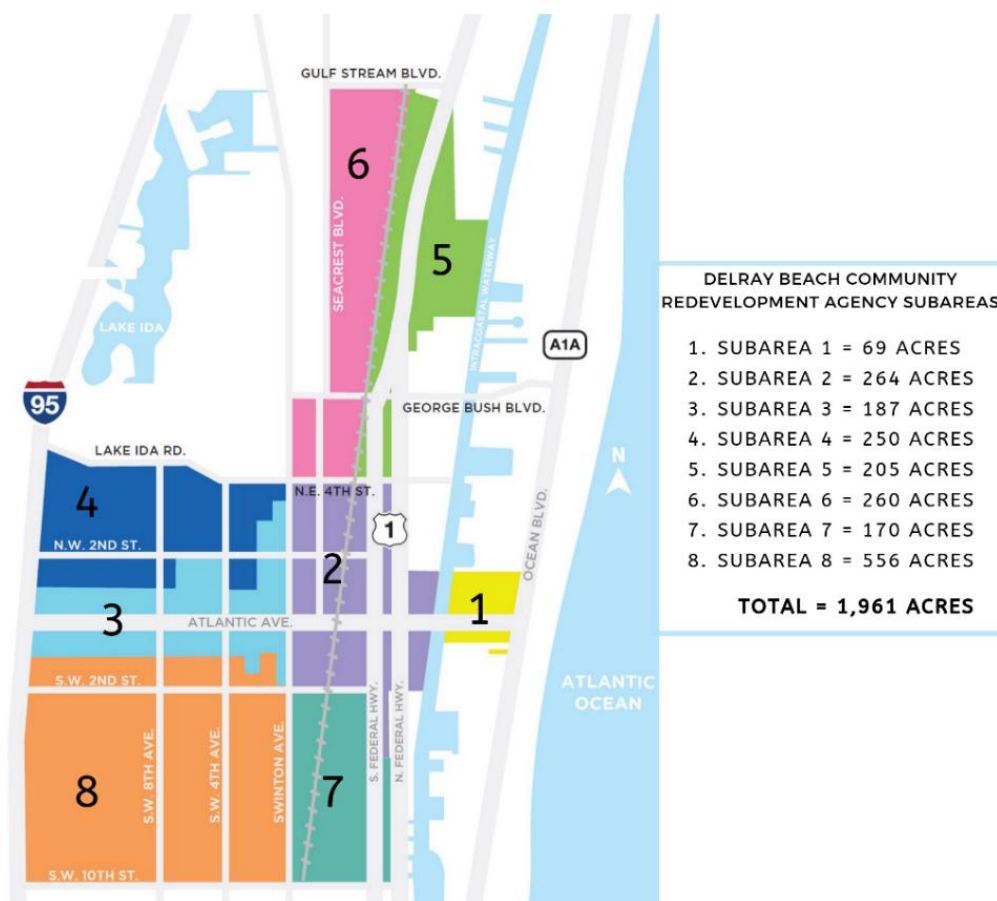 GULF STREAM BLVD.
6
SEACREST BLVD.
5
INTRACOASTAL WATERWAY
LAKE IDA
A1A
95
GEORGE BUSH BLVD.
LAKE IDA RD.
N
4
N.E. 4TH ST.
1
N.W. 2ND ST.
2
OCEAN BLVD.
3
ATLANTIC AVE.
1
S.W. 2ND ST.
ATLANTIC
OCEAN
8
S.W. 8TH AVE.
S.W. 4TH AVE.
SWINTON AVE.
7
S. FEDERAL HWY.
N. FEDERAL HWY.
S.W. 10TH ST.
DELRAY BEACH COMMUNITY
REDEVELOPMENT AGENCY SUBAREAS
1. SUBAREA 1 = 69 ACRES
2. SUBAREA 2 = 264 ACRES
3. SUBAREA 3 = 187 ACRES
4. SUBAREA 4 = 250 ACRES
5. SUBAREA 5 = 205 ACRES
6. SUBAREA 6 = 260 ACRES
7. SUBAREA 7 = 170 ACRES
8. SUBAREA 8 = 556 ACRES
TOTAL = 1,961 ACRES